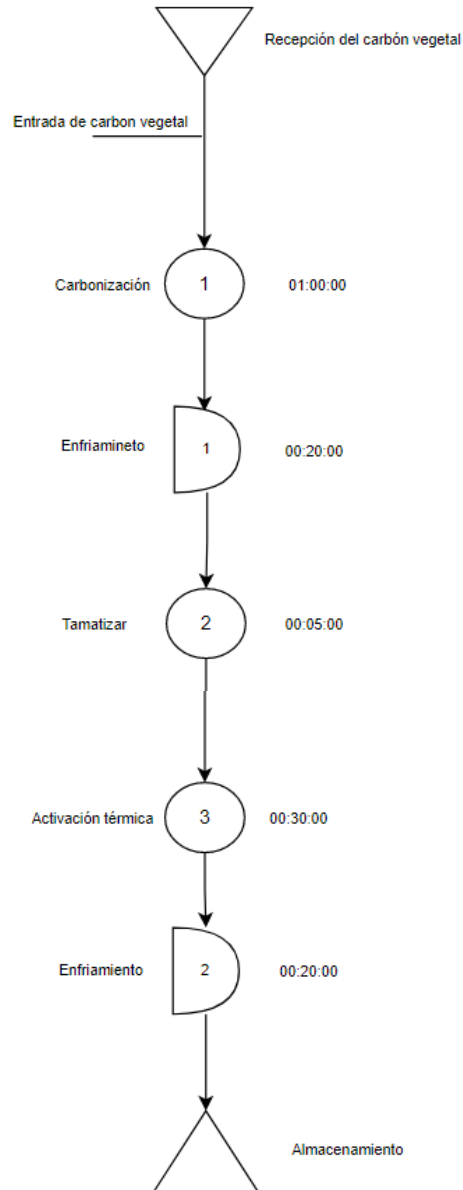 Recepción del carbón vegetal
Entrada de carbon vegetal
Carbonización 1 01:00:00
Enfriamineto 1 00:20:00
Tamatizar 2 00:05:00
Activación térmica 3 00:30:00
Enfriamiento 2 00:20:00
Almacenamiento